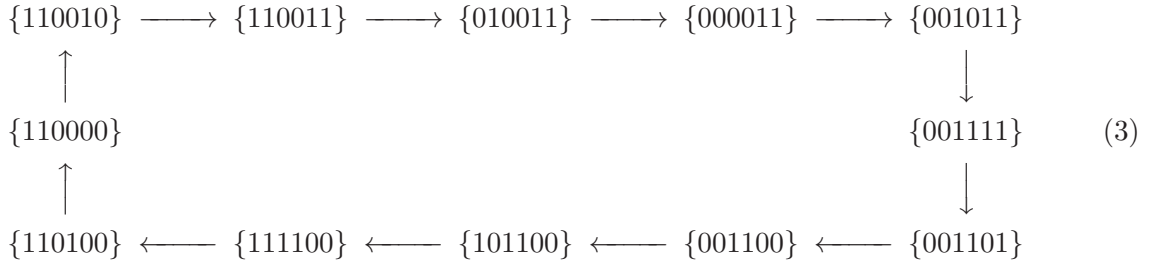 {110010} ⟶ {110011} ⟶ {010011} ⟶ {000011} ⟶ {001011}
{110000} {001111} (3)
{110100} ⟵ {111100} ⟵ {101100} ⟵ {001100} ⟵ {001101}